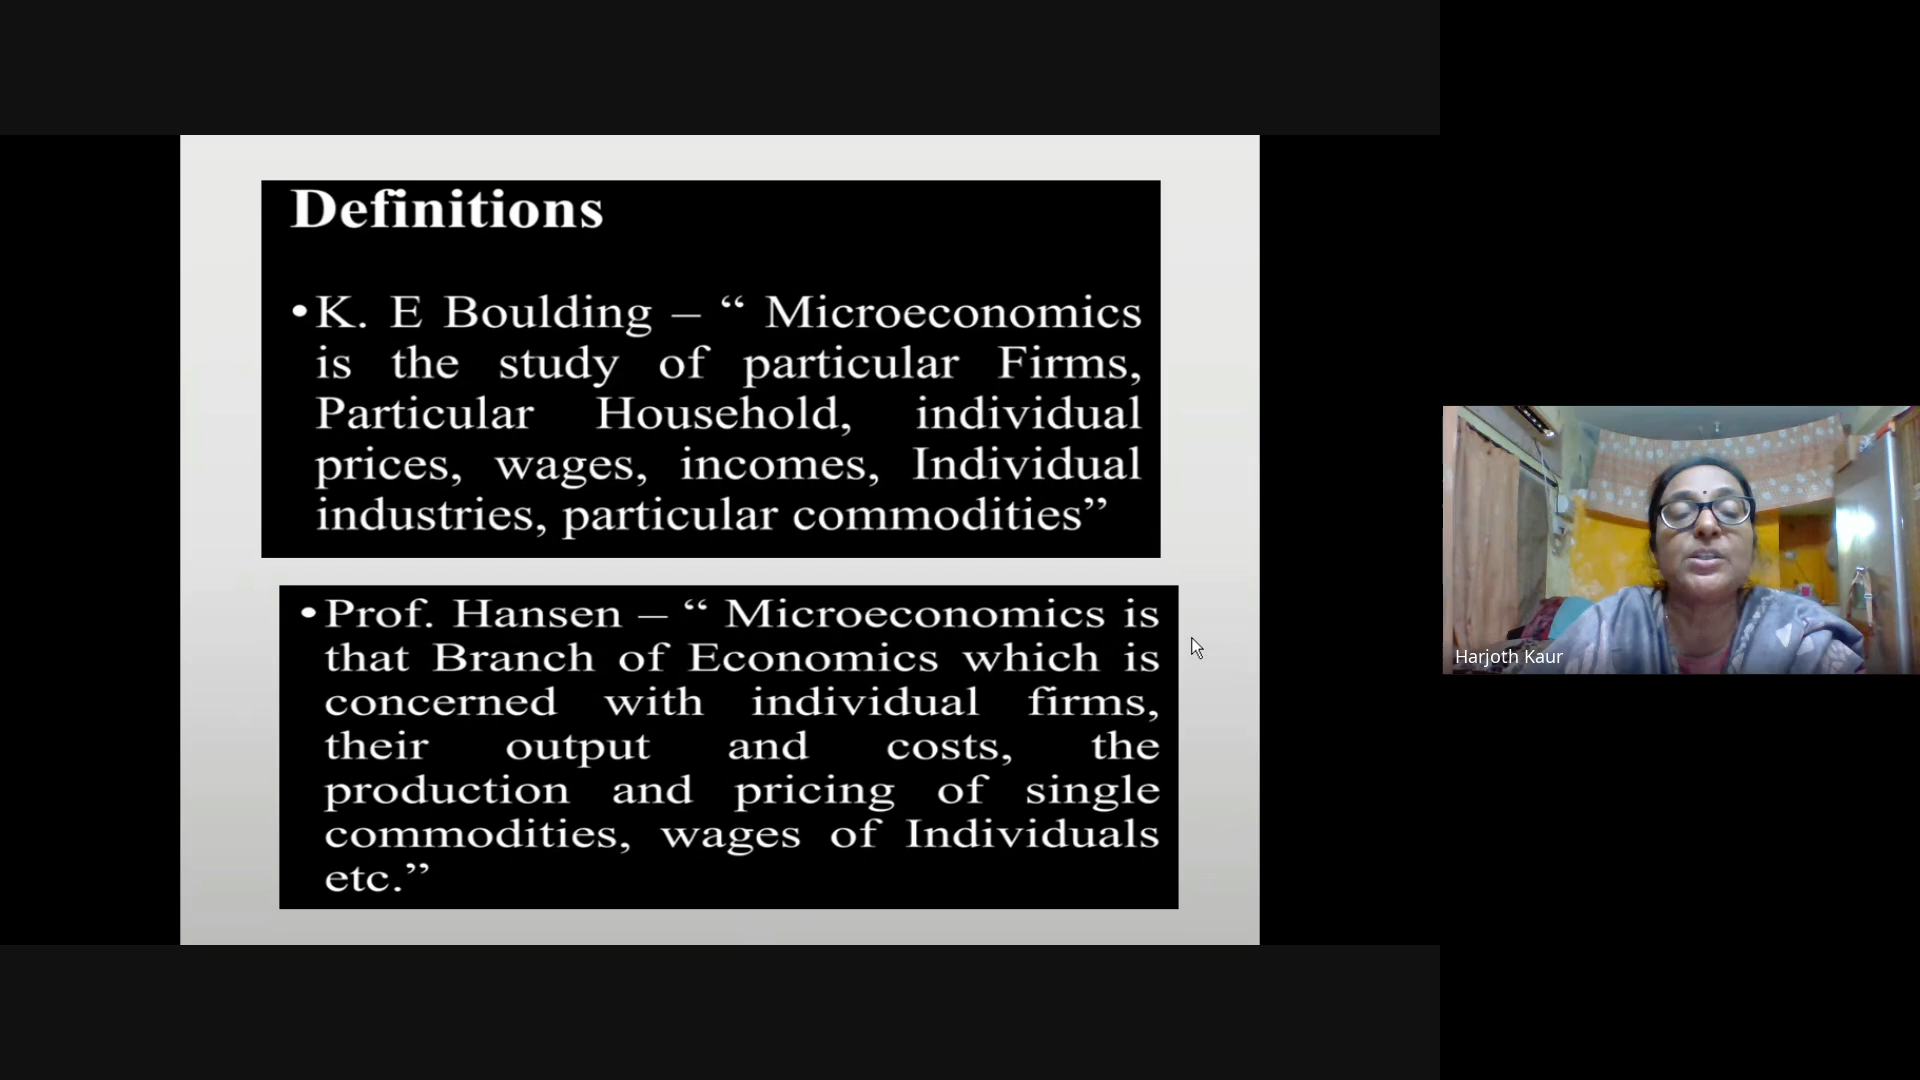 Definitions
•K. E Boulding – “ Microeconomics
is the study of particular Firms,
Particular Household, individual
prices, wages, incomes, Individual
industries, particular commodities”
•Prof. Hansen – “ Microeconomics is
that Branch of Economics which is
concerned with individual firms,
their output and costs, the
production and pricing of single
commodities, wages of Individuals
etc.”
Harjoth Kaur